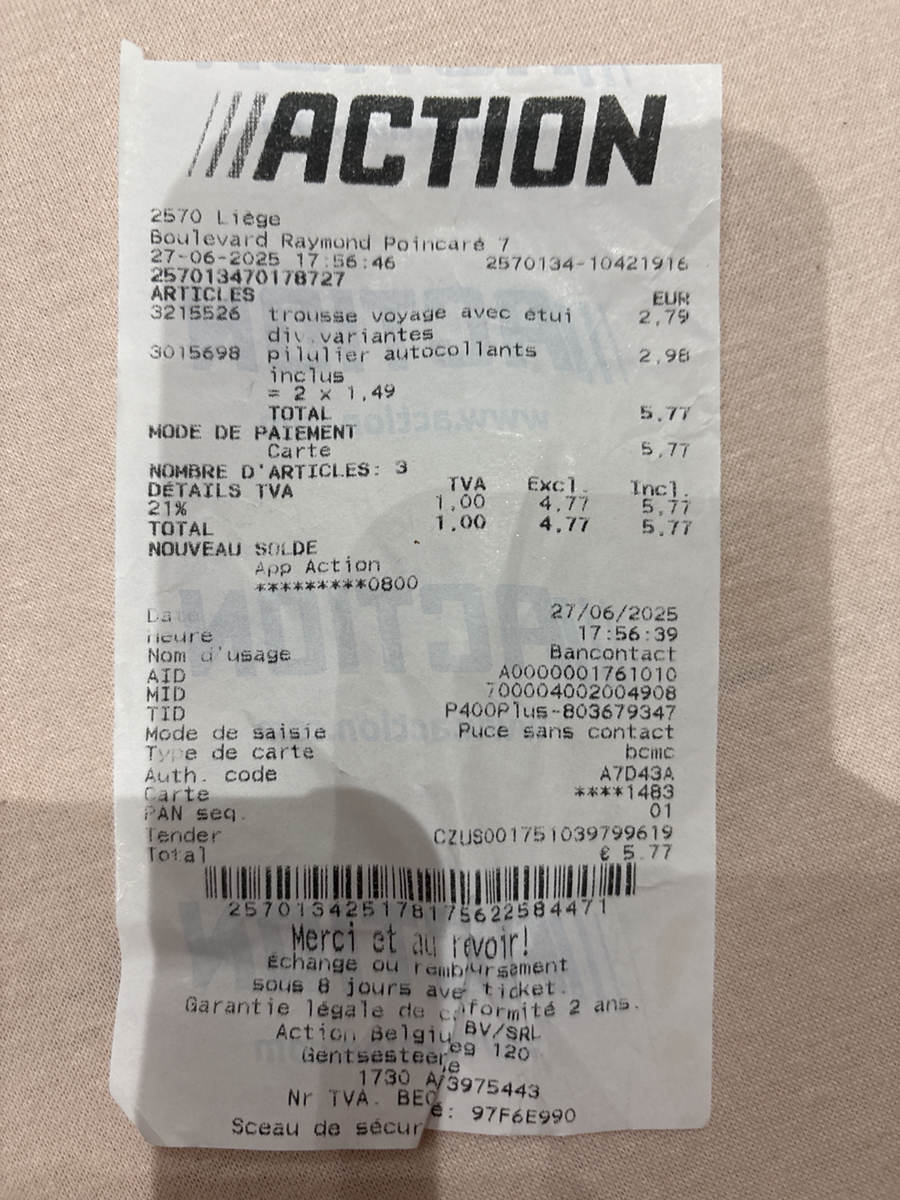 ACTION
2570 Liège
Boulevard Raymond Poincaré 7
27-06-2025 17:56:46 2570134-10421916
257013470178727
ARTICLES EUR
3215526 trousse voyage avec étui 2,79
div.variantes
3015698 pilulier autocollants 2,98
inclus
= 2 x 1,49
TOTAL 5,77
MODE DE PAIEMENT
Carte 5,77
NOMBRE D'ARTICLES: 3
DÉTAILS TVA TVA Excl. Incl.
21% 1,00 4,77 5,77
TOTAL 1.00 4,77 5,77
NOUVEAU SOLDE
App Action
*********0800
Date 27/06/2025
Heure 17:56:39
Nom d'usage Bancontact
AID A0000001761010
MID 700004002004908
TID P400Plus-803679347
Mode de saisie Puce sans contact
Type de carte bcmc
Auth. code A7D43A
Carte ****1483
PAN seq. 01
Tender CZUS001751039799619
Total € 5.77
257013425178175622584471
Merci et au revoir!
Échange ou remboursement
sous 8 jours ave ticket.
Garantie légale de conformité 2 ans.
Action Belgiu BV/SRL
Gentsesteer eg 120
1730 A
Nr TVA. BE 3975443
Sceau de sécur é: 97F6E990